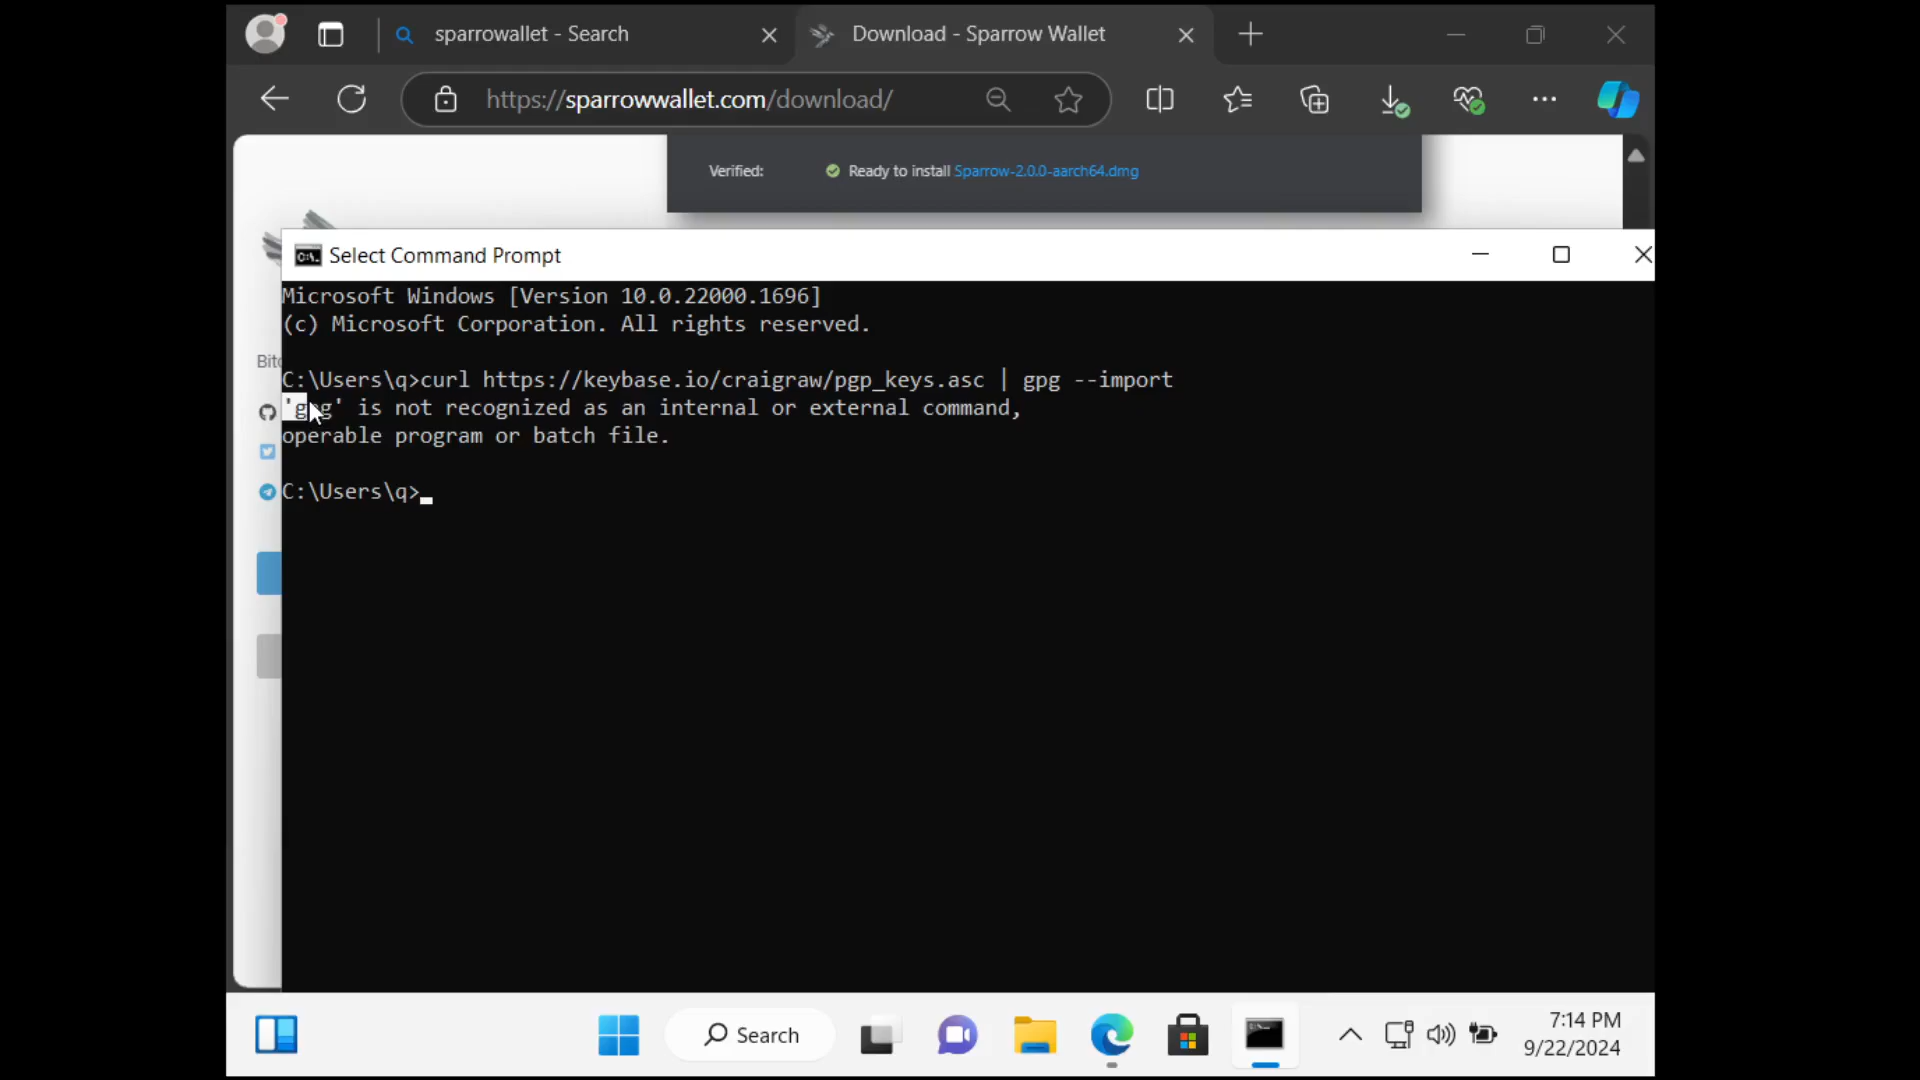 sparrowallet - Search
Download - Sparrow Wallet
https://sparrowwallet.com/download/
Verified:
Ready to install Sparrow-2.0.0-aarch64.dmg
Select Command Prompt
Microsoft Windows [Version 10.0.22000.1696]
(c) Microsoft Corporation. All rights reserved.
Bitc
C:\Users\q>curl https://keybase.io/craigraw/pgp_keys.asc | gpg --import
'gpg' is not recognized as an internal or external command,
operable program or batch file.
C:\Users\q>
Search
7:14 PM
9/22/2024